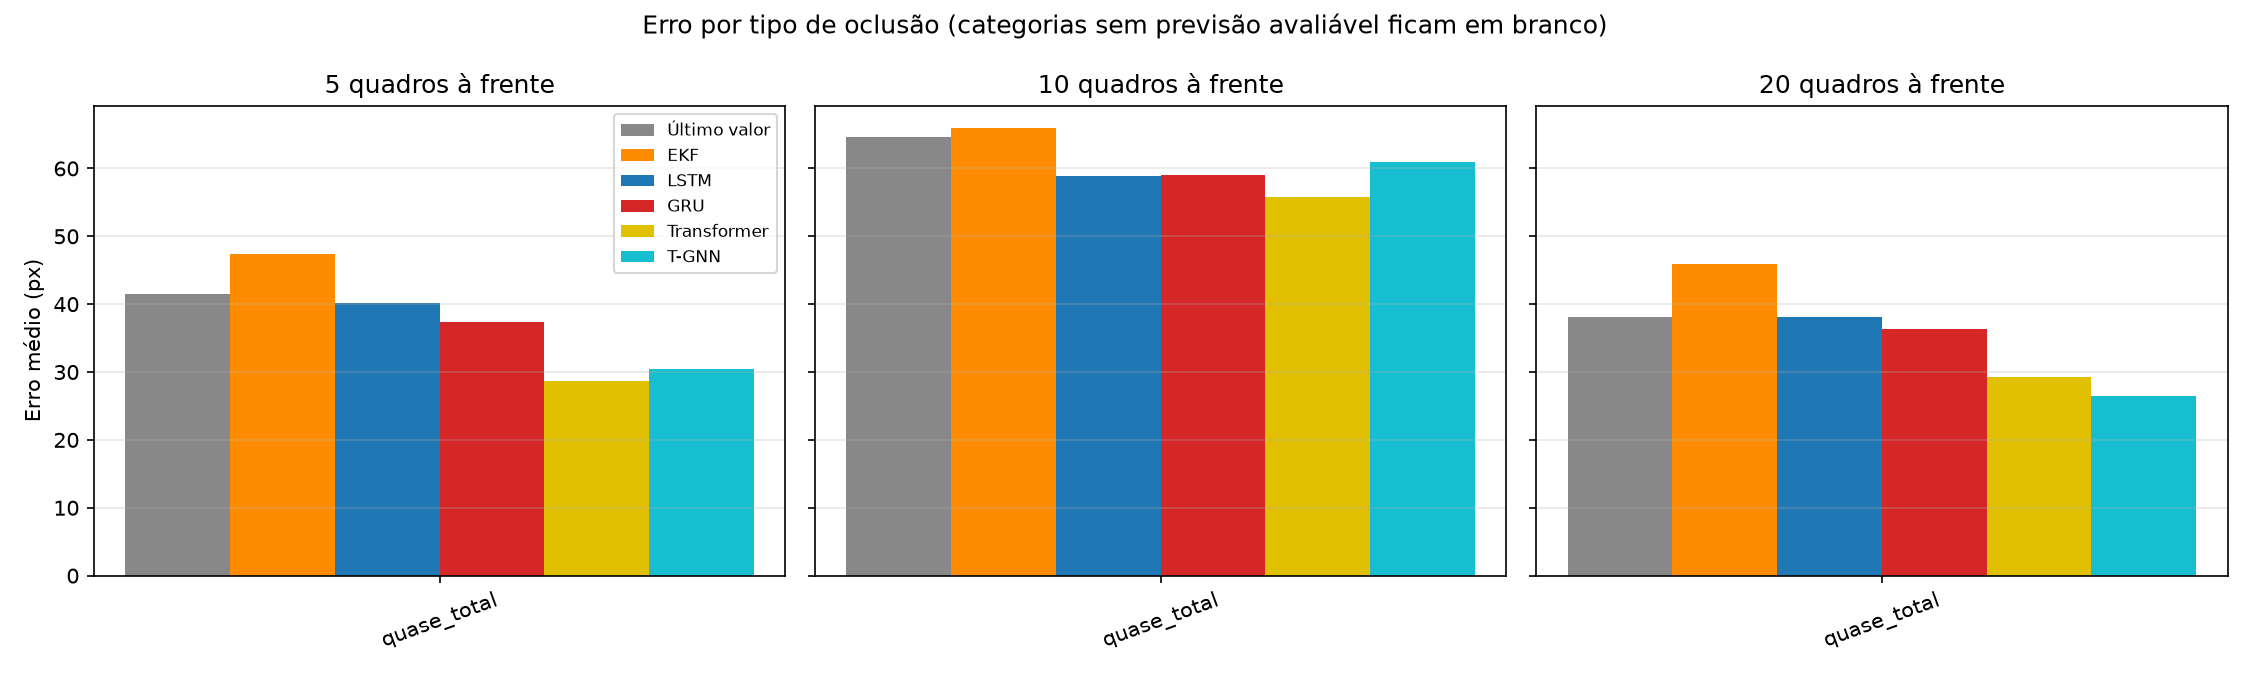 Erro por tipo de oclusão (categorias sem previsão avaliável ficam em branco)
5 quadros à frente
10 quadros à frente
20 quadros à frente
Erro médio (px)
60
50
40
30
20
10
0
Último valor
EKF
LSTM
GRU
Transformer
T-GNN
quase_total
quase_total
quase_total